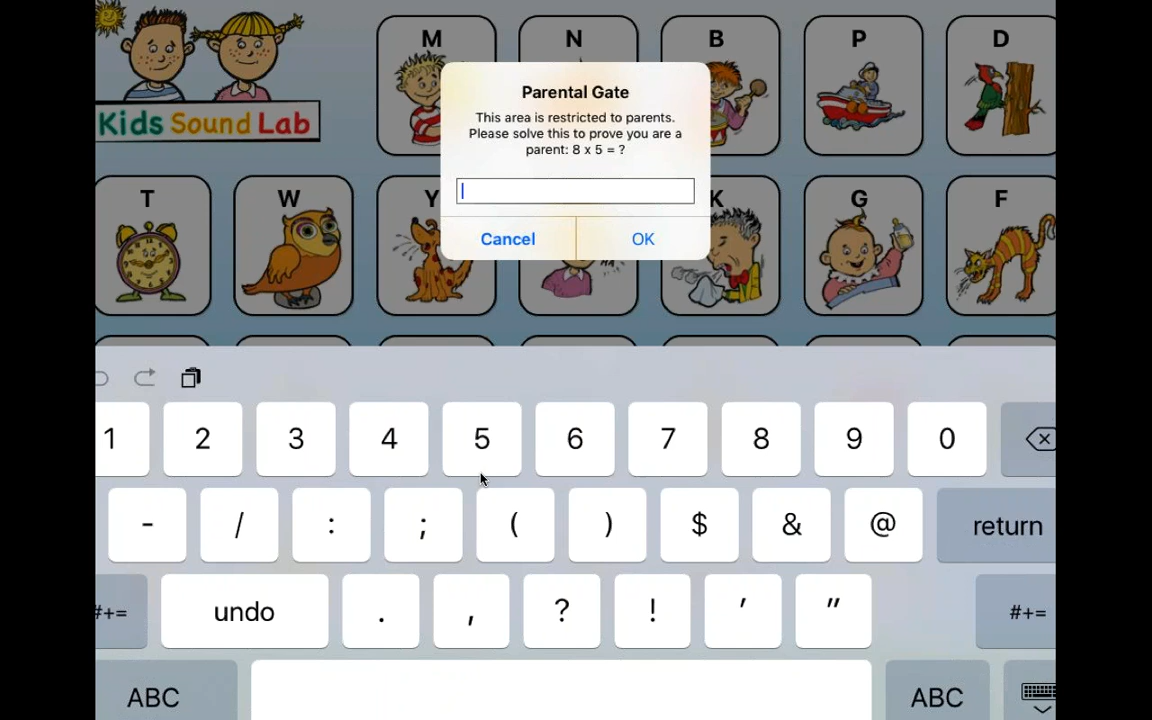 M
N
B
P
D
Kids Sound Lab
Parental Gate
This area is restricted to parents.
Please solve this to prove you are a
parent: 8 x 5 = ?
Cancel
OK
T
W
Y
K
G
F
HA
1
2
3
4
5
6
7
8
9
0
-
/
:
;
(
)
$
&
@
return
#+=
undo
.
,
?
!
'
"
#+=
ABC
ABC